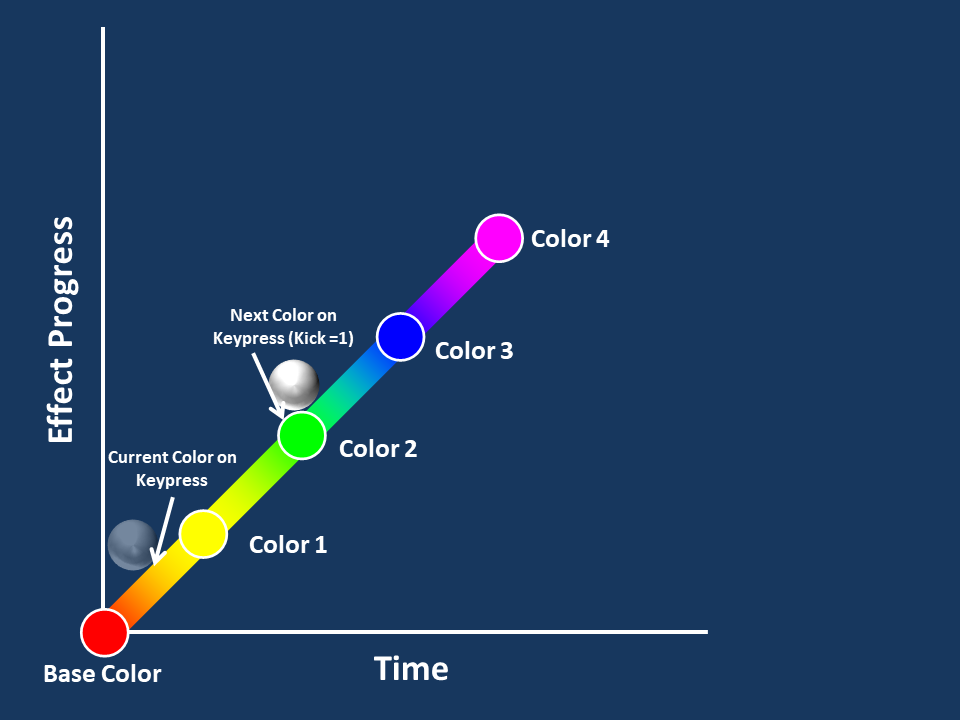 Color 4
Next Color on
Keypress (Kick =1)
Color 3
Effect Progress
Color 2
Current Color on
Keypress
Color 1
Base Color
Time